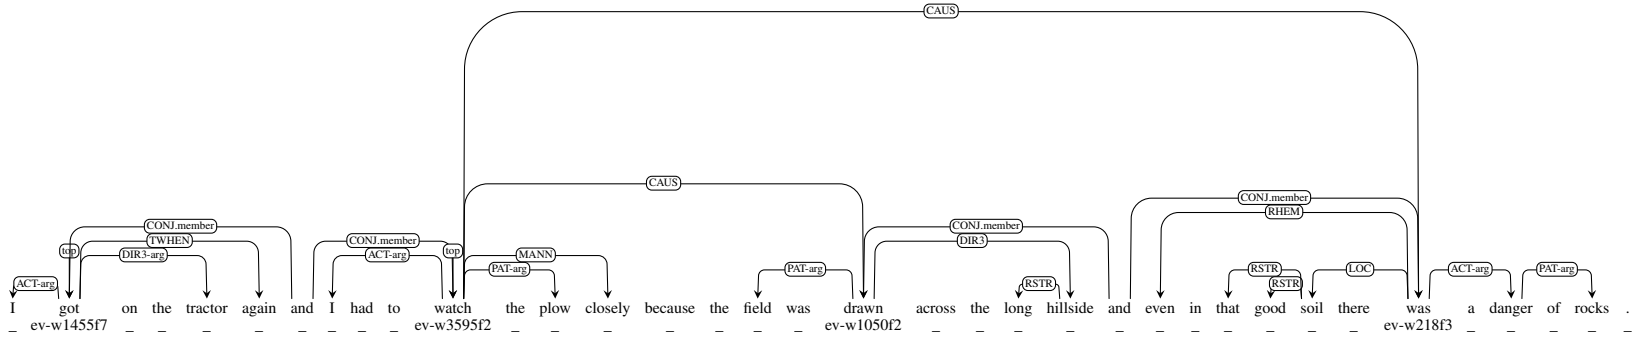 CAUS
CAUS
CONJ.member
RHEM
CONJ.member CONJ.member
TWHEN CONJ.member DIR3
top top
DIR3-arg ACT-arg MANN
PAT-arg PAT-arg RSTR LOC ACT-arg PAT-arg
ACT-arg RSTR RSTR
I got on the tractor again and I had to watch the plow closely because the field was drawn across the long hillside and even in that good soil there was a danger of rocks .
_ ev-w1455f7 _ _ _ _ _ _ _ _ ev-w3595f2 _ _ _ _ _ _ _ ev-w1050f2 _ _ _ _ _ _ _ _ _ _ _ ev-w218f3 _ _ _ _ _